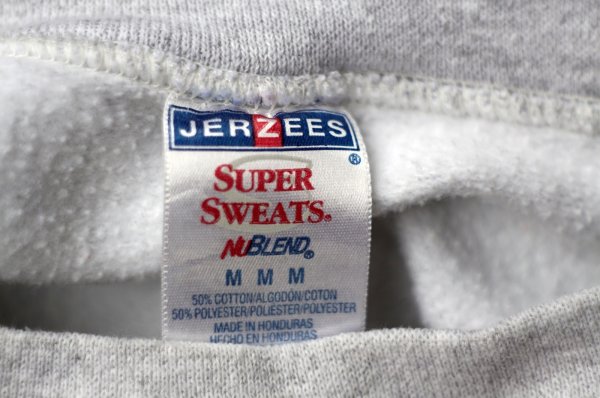 JERZEES
®
SUPER
SWEATS®
NUBLEND®
M M M
50% COTTON/ALGODÓN/COTON
50% POLYESTER/POLIÉSTER/POLYESTER
MADE IN HONDURAS
HECHO EN HONDURAS